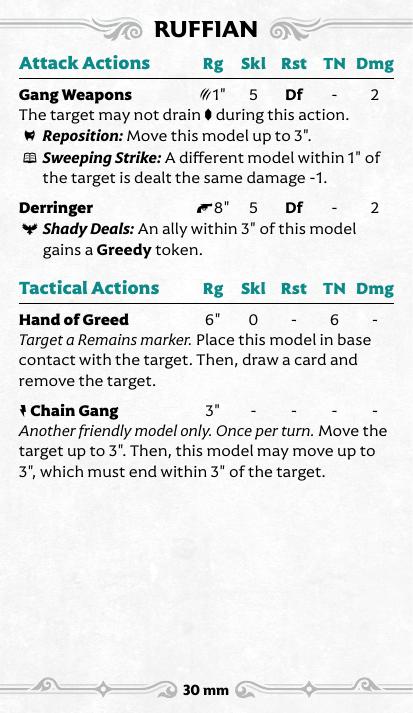 RUFFIAN
Attack Actions Rg Skl Rst TN Dmg
Gang Weapons 1" 5 Df - 2
The target may not drain during this action.
Reposition: Move this model up to 3".
Sweeping Strike: A different model within 1" of
the target is dealt the same damage -1.
Derringer 8" 5 Df - 2
Shady Deals: An ally within 3" of this model
gains a Greedy token.
Tactical Actions Rg Skl Rst TN Dmg
Hand of Greed 6" 0 - 6 -
Target a Remains marker. Place this model in base
contact with the target. Then, draw a card and
remove the target.
Chain Gang 3" - - - -
Another friendly model only. Once per turn. Move the
target up to 3". Then, this model may move up to
3", which must end within 3" of the target.
30 mm